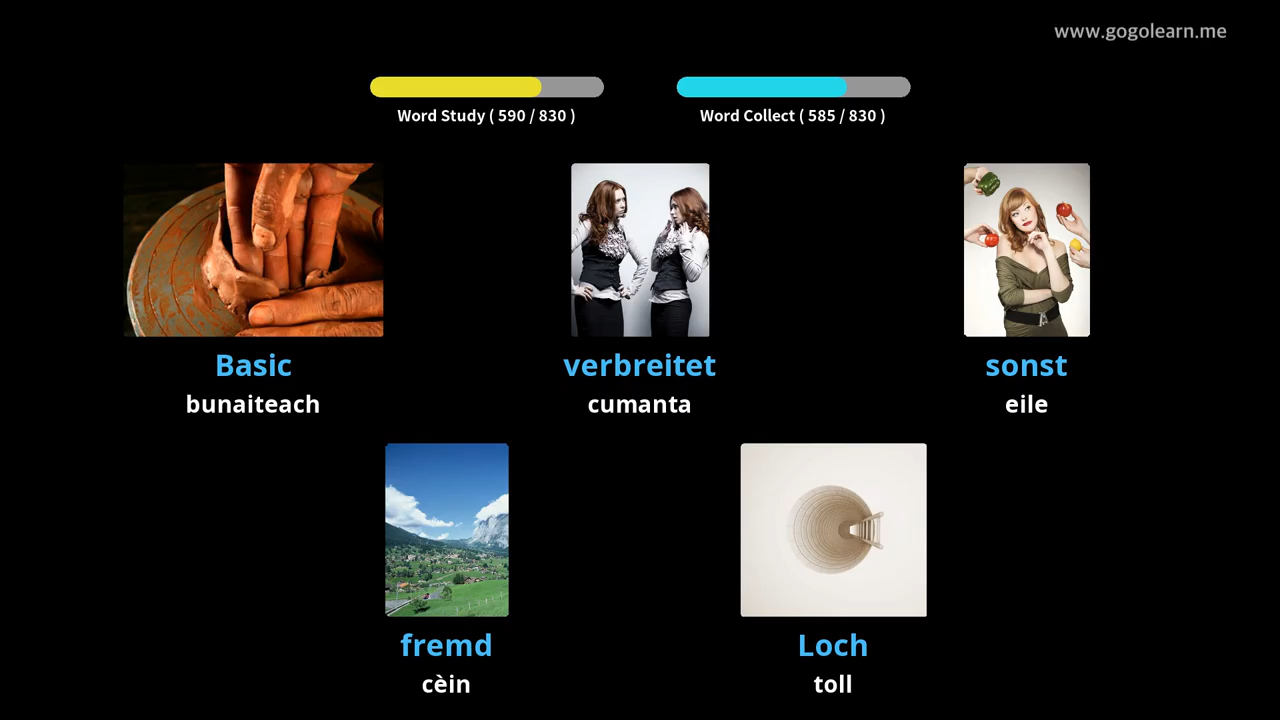 www.gogolearn.me
Word Study ( 590 / 830 )
Word Collect ( 585 / 830 )
Basic
bunaiteach
verbreitet
cumanta
sonst
eile
fremd
cèin
Loch
toll